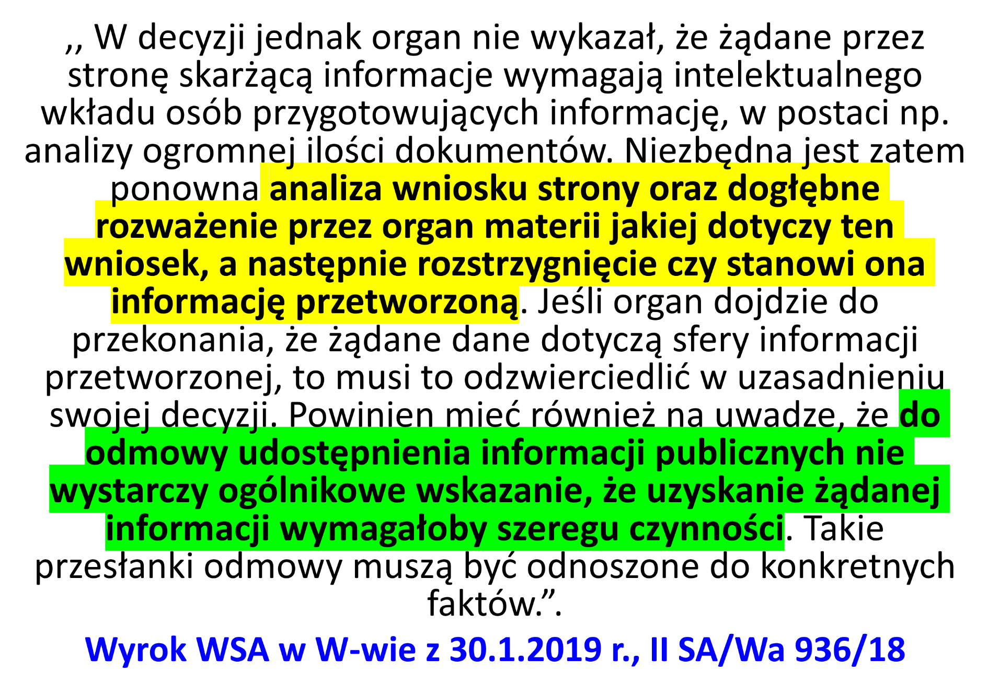 ,, W decyzji jednak organ nie wykazał, że żądane przez
stronę skarżącą informacje wymagają intelektualnego
wkładu osób przygotowujących informację, w postaci np.
analizy ogromnej ilości dokumentów. Niezbędna jest zatem
ponowna analiza wniosku strony oraz dogłębne
rozważenie przez organ materii jakiej dotyczy ten
wniosek, a następnie rozstrzygnięcie czy stanowi ona
informację przetworzoną. Jeśli organ dojdzie do
przekonania, że żądane dane dotyczą sfery informacji
przetworzonej, to musi to odzwierciedlić w uzasadnieniu
swojej decyzji. Powinien mieć również na uwadze, że do
odmowy udostępnienia informacji publicznych nie
wystarczy ogólnikowe wskazanie, że uzyskanie żądanej
informacji wymagałoby szeregu czynności. Takie
przesłanki odmowy muszą być odnoszone do konkretnych
faktów.”.
Wyrok WSA w W-wie z 30.1.2019 r., II SA/Wa 936/18